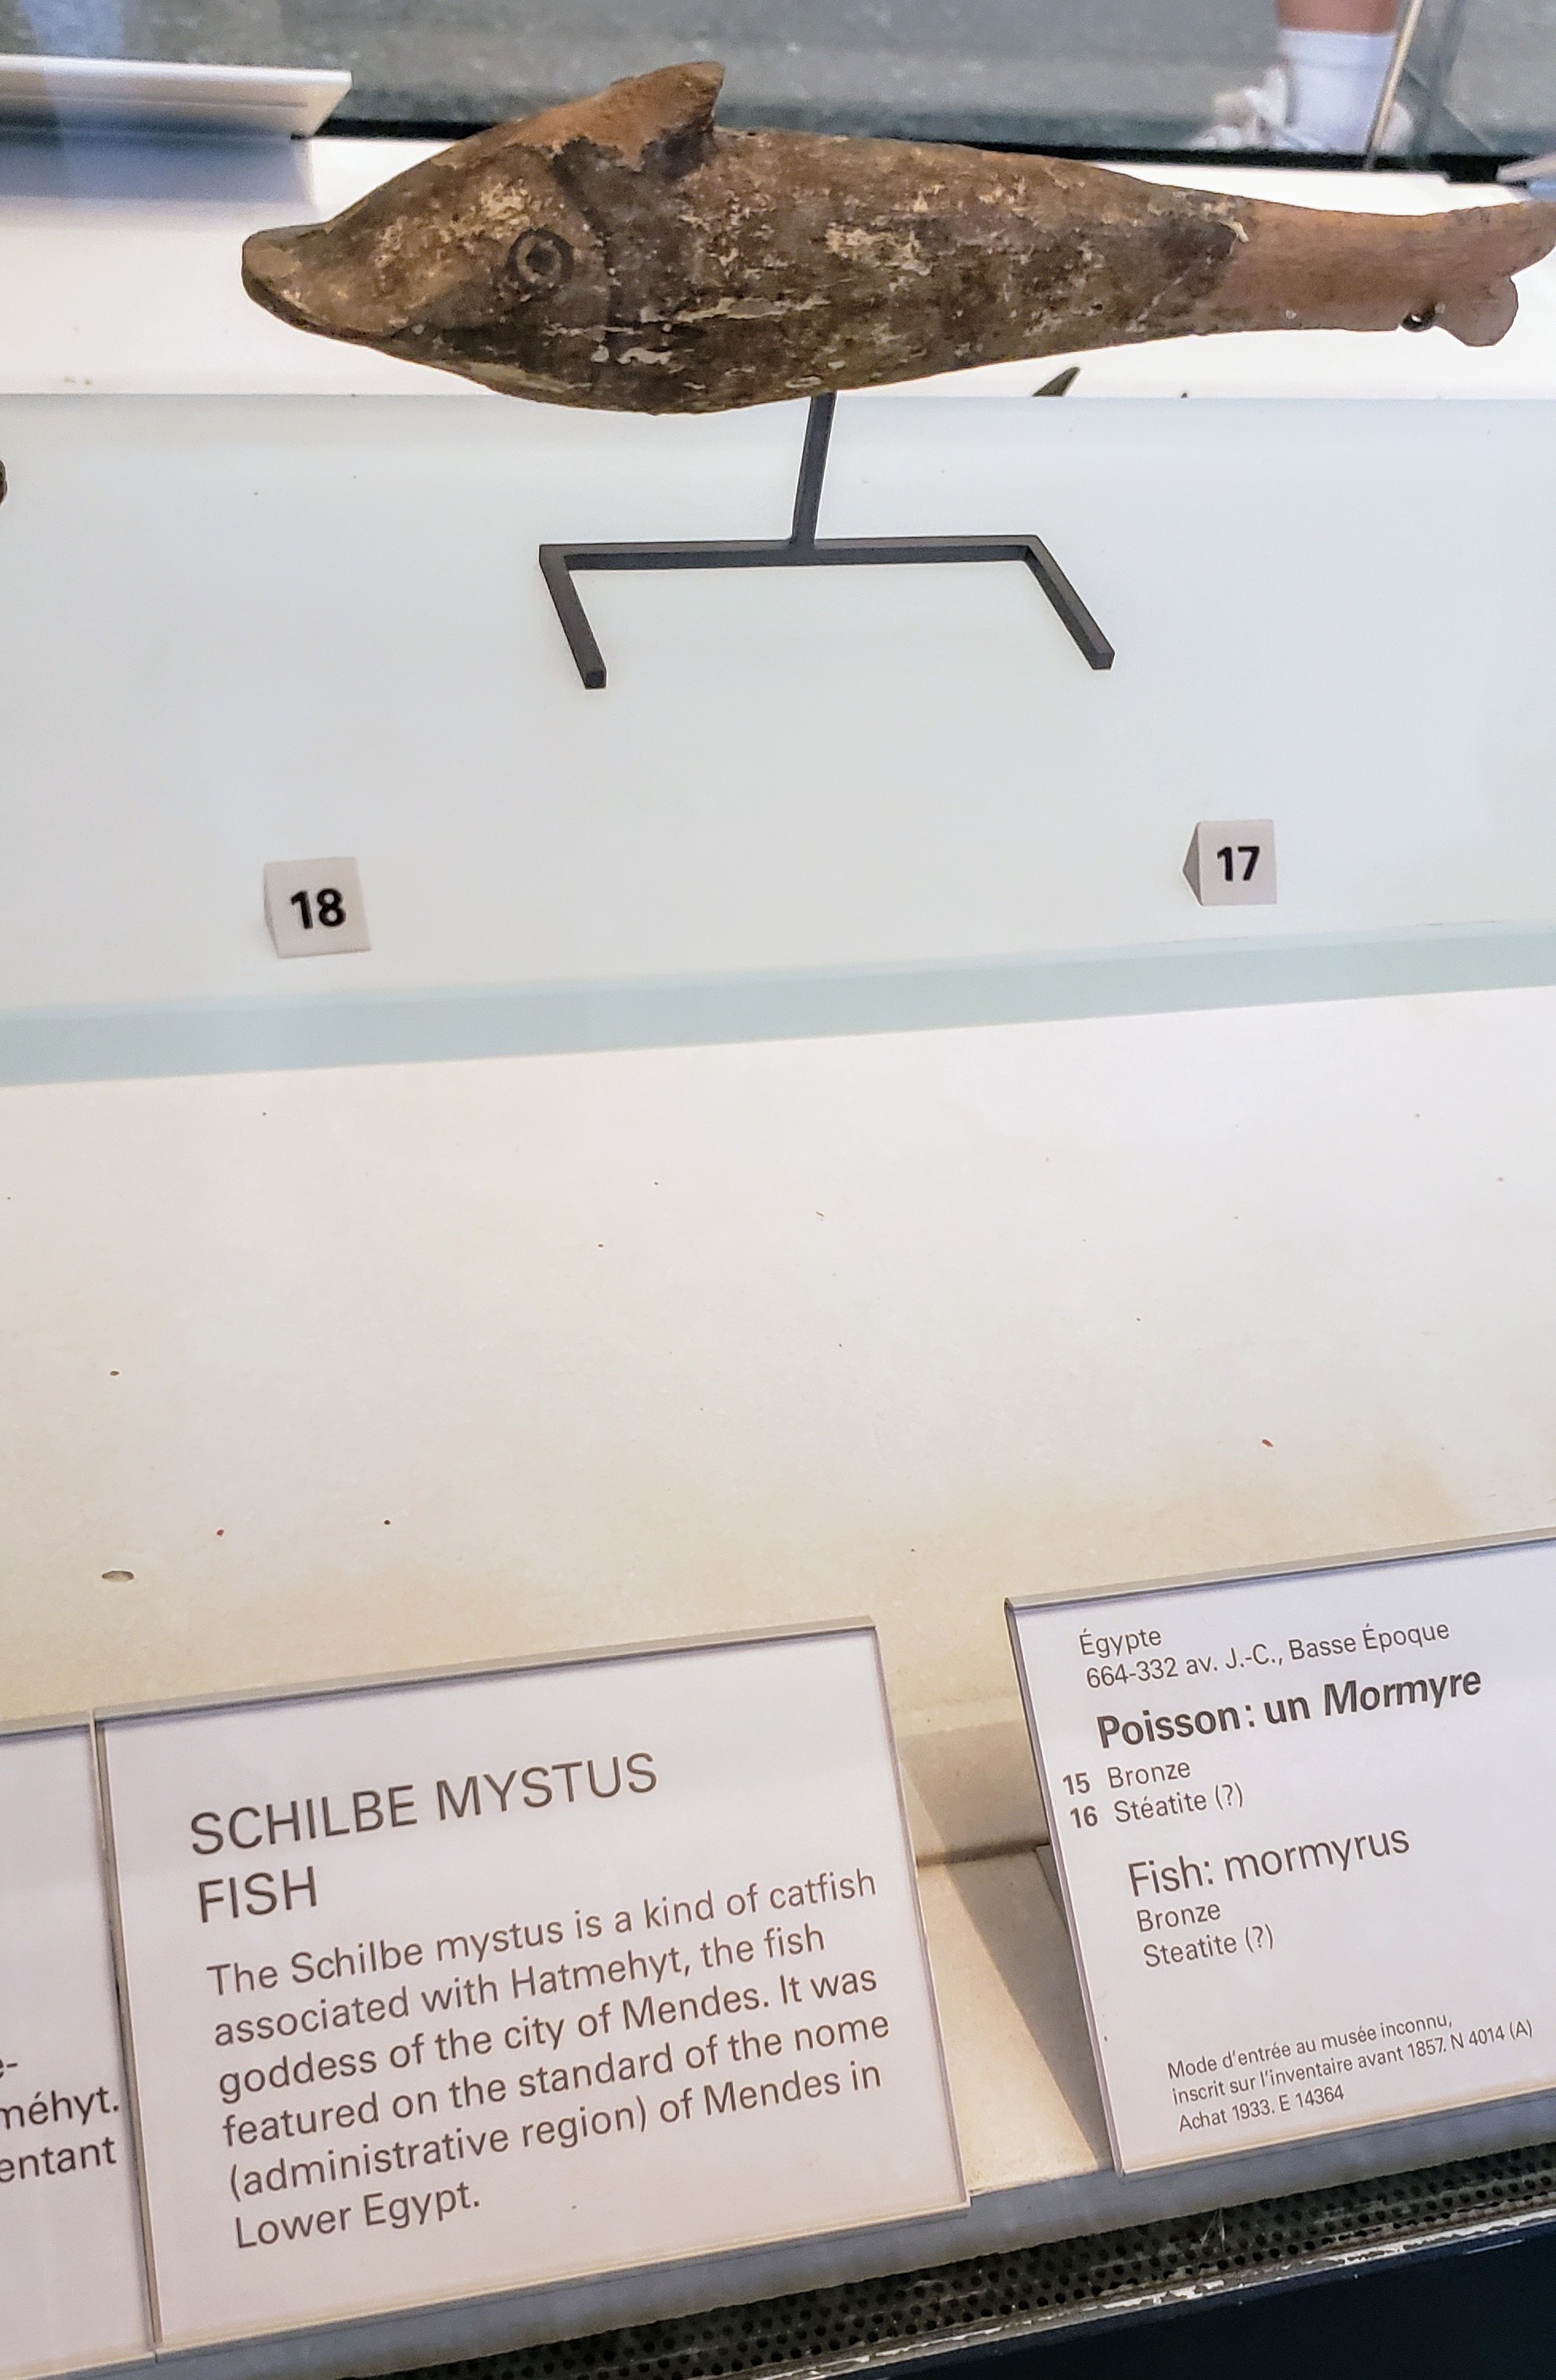 18
17
e-
méhyt.
entant
SCHILBE MYSTUS
FISH
The Schilbe mystus is a kind of catfish
associated with Hatmehyt, the fish
goddess of the city of Mendes. It was
featured on the standard of the nome
(administrative region) of Mendes in
Lower Egypt.
Égypte
664-332 av. J.-C., Basse Époque
Poisson: un Mormyre
15 Bronze
16 Stéatite (?)
Fish: mormyrus
Bronze
Steatite (?)
Mode d'entrée au musée inconnu,
inscrit sur l'inventaire avant 1857. N 4014 (A)
Achat 1933. E 14364